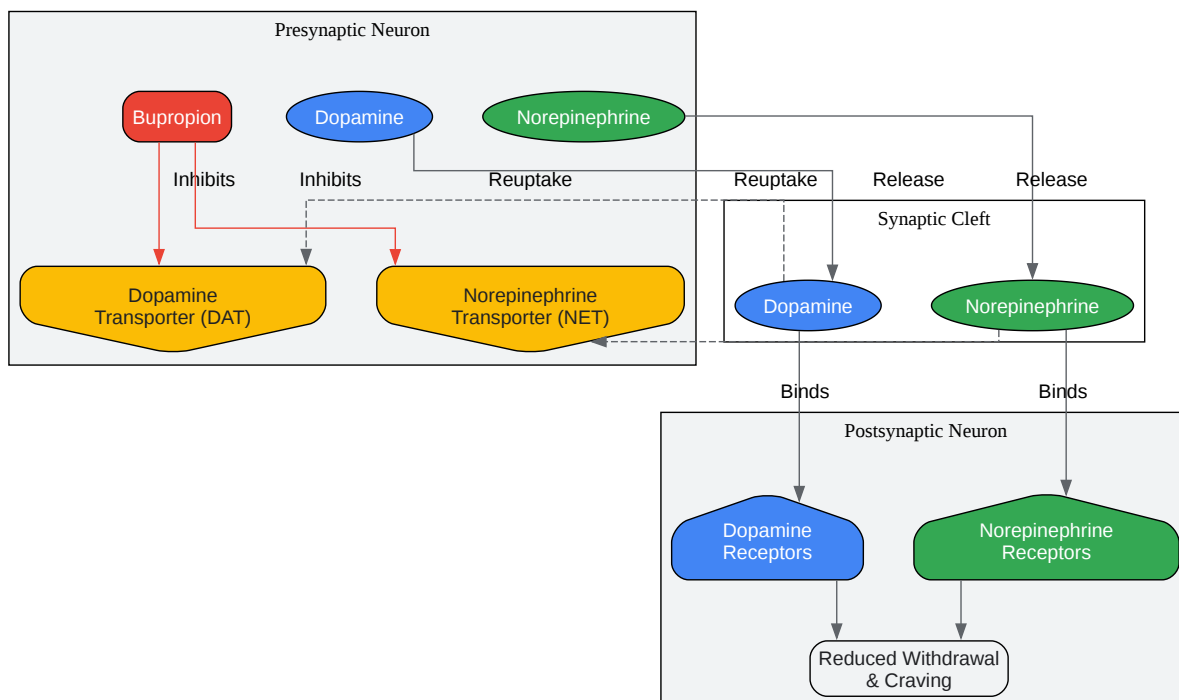 Presynaptic Neuron
Bupropion
Dopamine
Norepinephrine
Inhibits
Inhibits
Reuptake
Reuptake
Release
Release
Synaptic Cleft
Dopamine
Transporter (DAT)
Norepinephrine
Transporter (NET)
Dopamine
Norepinephrine
Binds
Binds
Postsynaptic Neuron
Dopamine
Receptors
Norepinephrine
Receptors
Reduced Withdrawal
& Craving